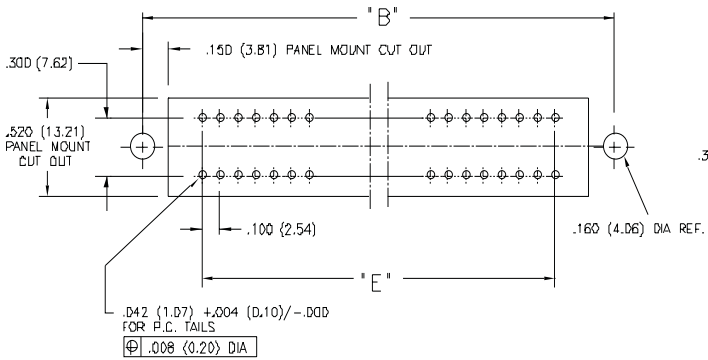 "B"
.150 (3.81) PANEL MOUNT CUT OUT
.300 (7.62)
.520 (13.21)
PANEL MOUNT
CUT OUT
.3
.100 (2.54)
.160 (4.06) DIA REF.
"E"
.042 (1.07) +.004 (0.10)/-.000
FOR P.C. TAILS
⌖ .008 (0.20) DIA